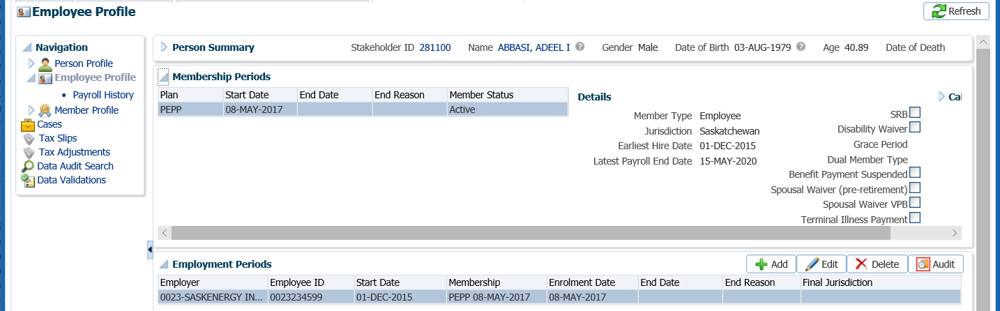 Employee Profile
Refresh
Navigation
Person Profile
Employee Profile
Payroll History
Member Profile
Cases
Tax Slips
Tax Adjustments
Data Audit Search
Data Validations
Person Summary Stakeholder ID 281100 Name ABBASI, ADEEL I Gender Male Date of Birth 03-AUG-1979 Age 40.89 Date of Death
Membership Periods
Plan Start Date End Date End Reason Member Status
PEPP 08-MAY-2017 Active
Details
Member Type Employee
Jurisdiction Saskatchewan
Earliest Hire Date 01-DEC-2015
Latest Payroll End Date 15-MAY-2020
Cal
SRB
Disability Waiver
Grace Period
Dual Member Type
Benefit Payment Suspended
Spousal Waiver (pre-retirement)
Spousal Waiver VPB
Terminal Illness Payment
Employment Periods Add Edit Delete Audit
Employer Employee ID Start Date Membership Enrolment Date End Date End Reason Final Jurisdiction
0023-SASKENERGY IN... 0023234599 01-DEC-2015 PEPP 08-MAY-2017 08-MAY-2017